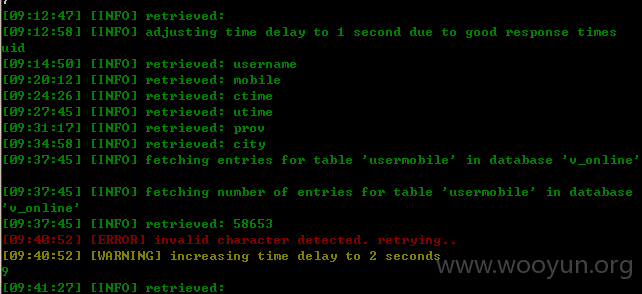 [09:12:47] [INFO] retrieved:
[09:12:58] [INFO] adjusting time delay to 1 second due to good response times
uid
[09:14:50] [INFO] retrieved: username
[09:20:12] [INFO] retrieved: mobile
[09:24:26] [INFO] retrieved: ctime
[09:27:45] [INFO] retrieved: utime
[09:31:17] [INFO] retrieved: prov
[09:34:58] [INFO] retrieved: city
[09:37:45] [INFO] fetching entries for table 'usermobile' in database 'v_online'
[09:37:45] [INFO] fetching number of entries for table 'usermobile' in database
'v_online'
[09:37:45] [INFO] retrieved: 58653
[09:40:52] [ERROR] invalid character detected. retrying..
[09:40:52] [WARNING] increasing time delay to 2 seconds
www.wooyun.org
9
[09:41:27] [INFO] retrieved: